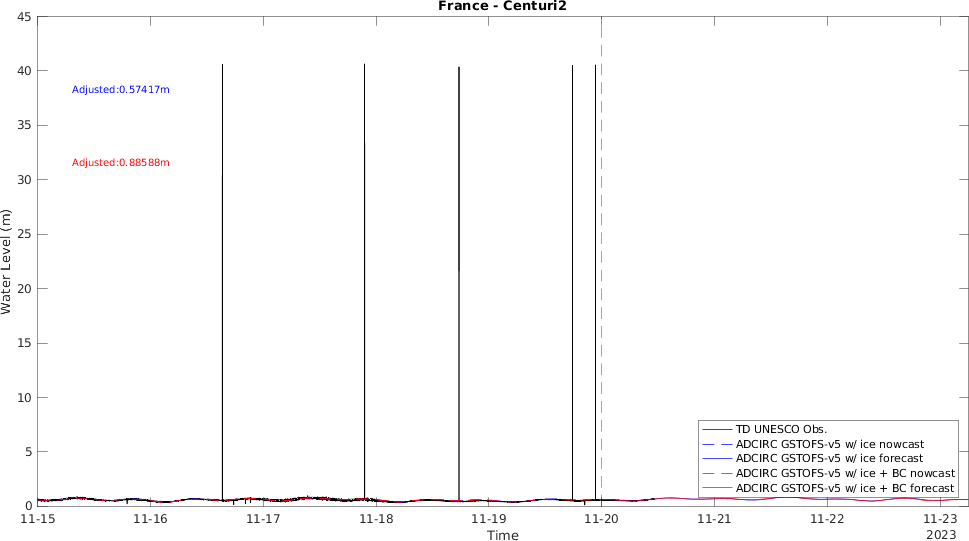 France - Centuri2
45
40
35
30
25
20
15
10
5
0
Water Level (m)
Adjusted:0.57417m
Adjusted:0.88588m
TD UNESCO Obs.
ADCIRC GSTOFS-v5 w/ ice nowcast
ADCIRC GSTOFS-v5 w/ ice forecast
ADCIRC GSTOFS-v5 w/ ice + BC nowcast
ADCIRC GSTOFS-v5 w/ ice + BC forecast
11-15 11-16 11-17 11-18 11-19 11-20 11-21 11-22 11-23
Time
2023